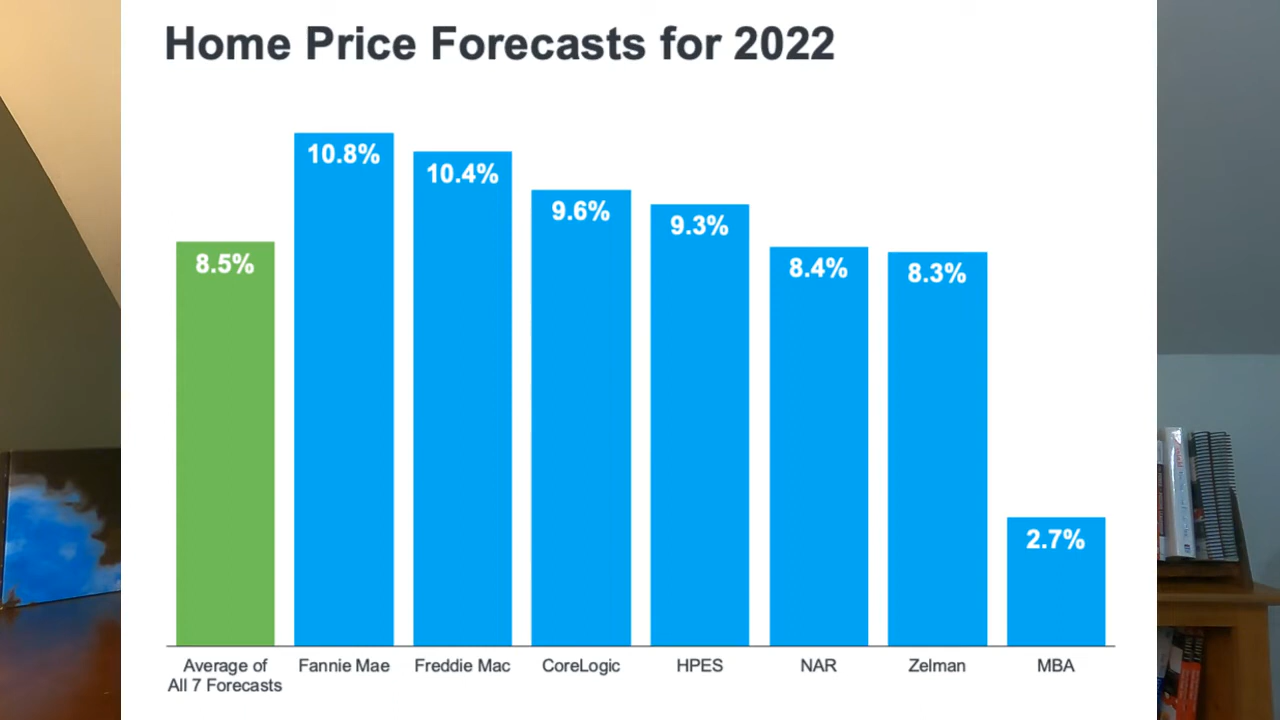 Home Price Forecasts for 2022
10.8%
10.4%
9.6%
9.3%
8.5%
8.4%
8.3%
2.7%
Average of
All 7 Forecasts
Fannie Mae
Freddie Mac
CoreLogic
HPES
NAR
Zelman
MBA